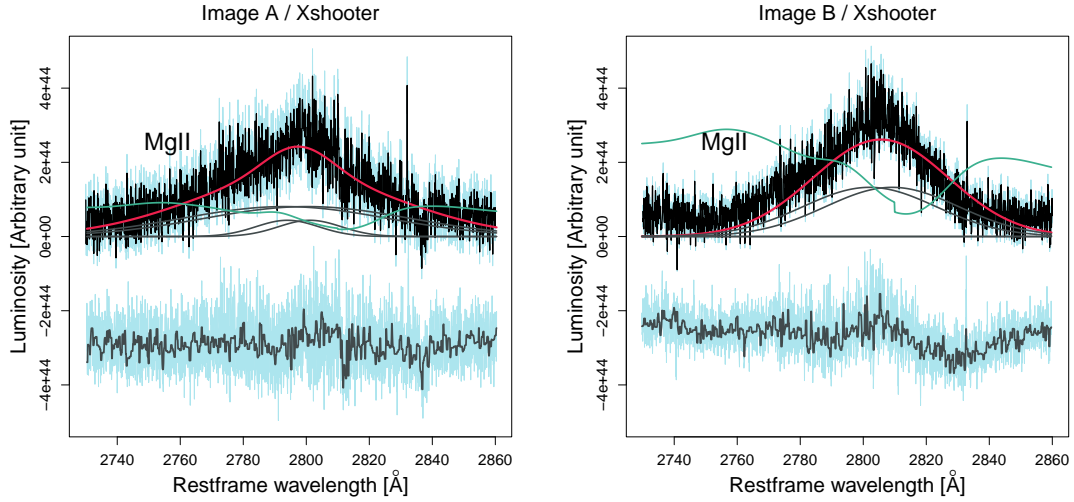 Image A / Xshooter
Luminosity [Arbitrary unit]
4e+44
2e+44
0e+00
−2e+44
−4e+44
MgII
2740 2760 2780 2800 2820 2840 2860
Restframe wavelength [Å]
Image B / Xshooter
Luminosity [Arbitrary unit]
4e+44
2e+44
0e+00
−2e+44
−4e+44
MgII
2740 2760 2780 2800 2820 2840 2860
Restframe wavelength [Å]